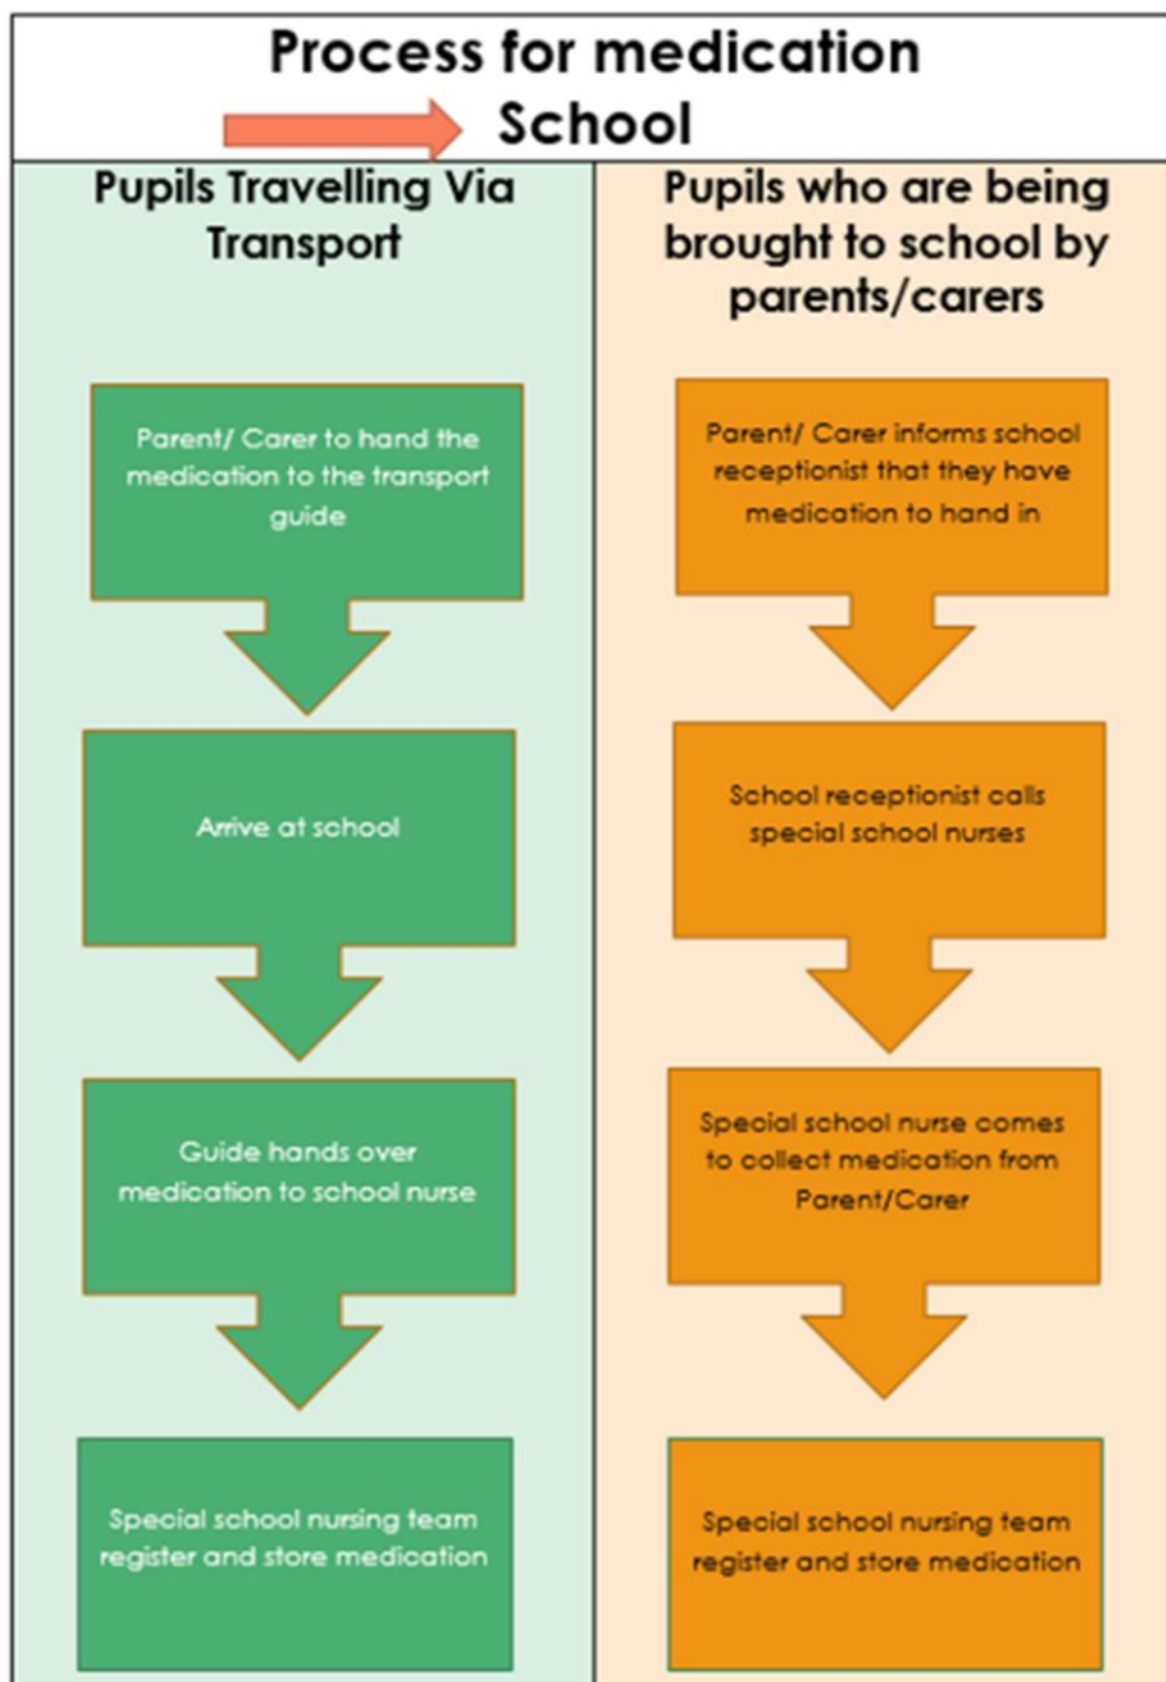 Process for medication
School
Pupils Travelling Via
Transport
Parent/ Carer to hand the
medication to the transport
guide
Arrive at school
Guide hands over
medication to school nurse
Special school nursing team
register and store medication
Pupils who are being
brought to school by
parents/carers
Parent/ Carer informs school
receptionist that they have
medication to hand in
School receptionist calls
special school nurses
Special school nurse comes
to collect medication from
Parent/Carer
Special school nursing team
register and store medication